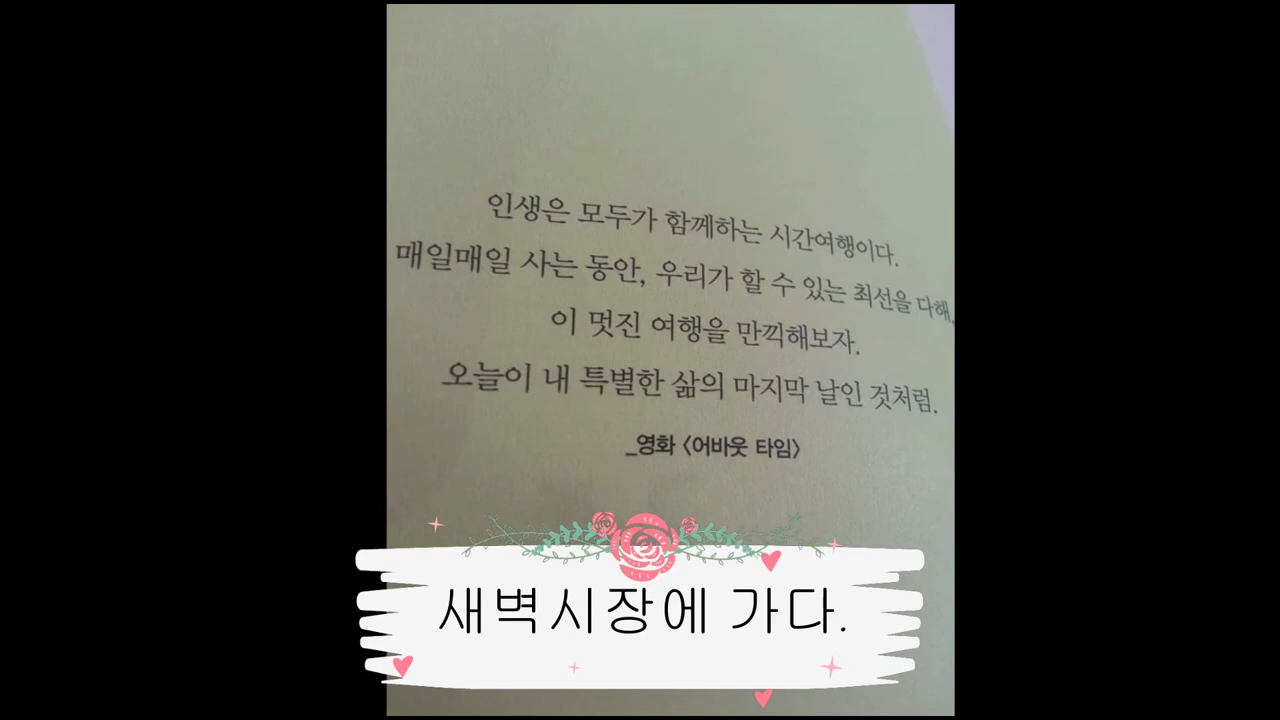 인생은 모두가 함께하는 시간여행이다.
매일매일 사는 동안, 우리가 할 수 있는 최선을 다해,
이 멋진 여행을 만끽해보자.
오늘이 내 특별한 삶의 마지막 날인 것처럼.
_영화 〈어바웃 타임〉
새벽시장에 가다.